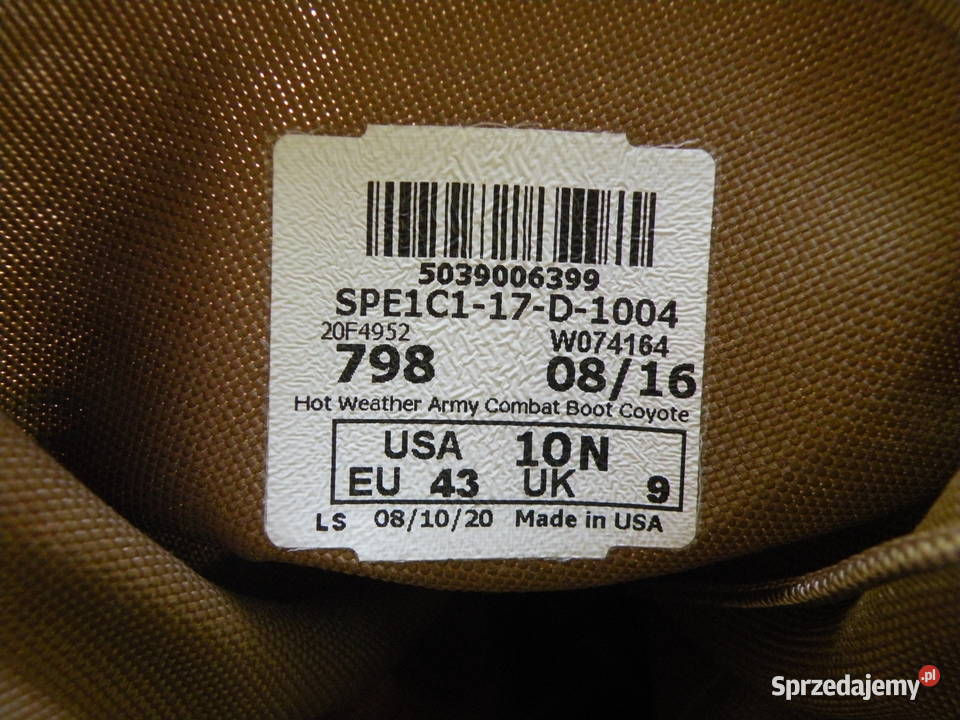 5039006399
SPE1C1-17-D-1004
20F4952 W074164
798 08/16
Hot Weather Army Combat Boot Coyote
USA 10N
EU 43 UK 9
LS 08/10/20 Made in USA
Sprzedajemy.pl